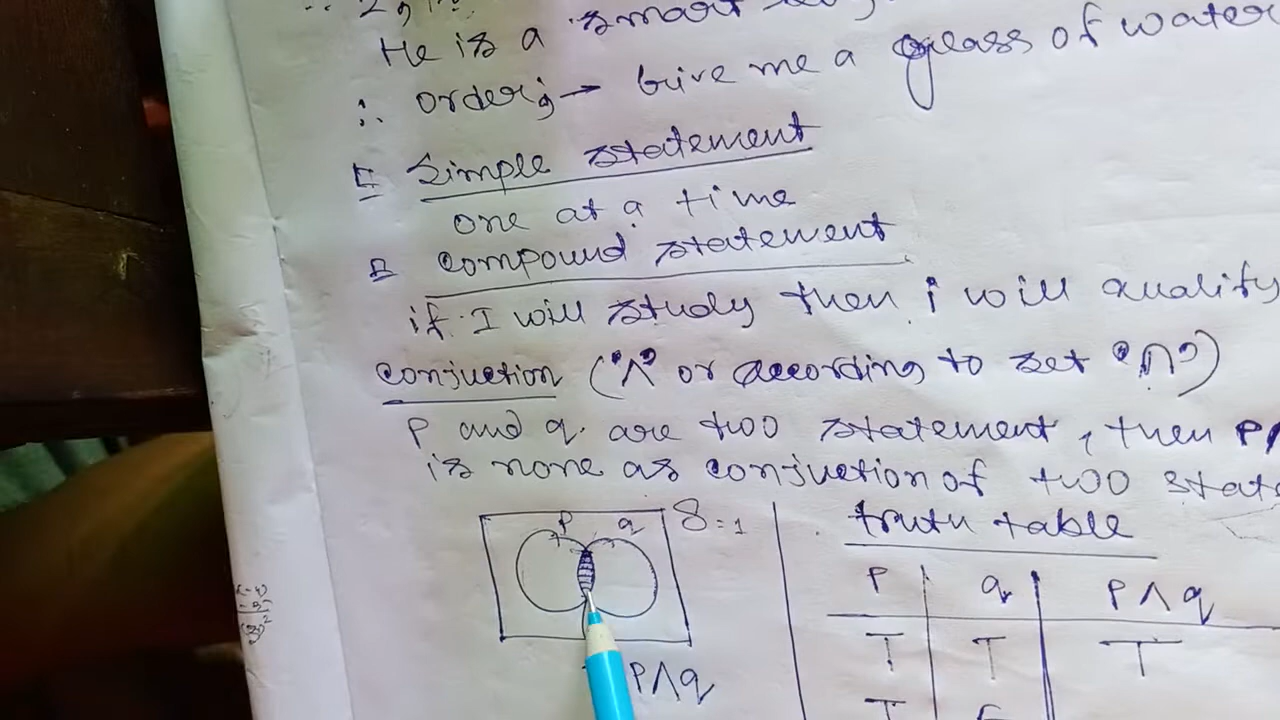 He is a smart
∴ order; → Give me a glass of water
Simple statement
one at a time
compound statement
if I will study then i will qualify
conjuction ('∧' or according to set '∩')
P and q are two statement, then P∧
is none as conjuction of two state
P q S=1
truth table
P q P∧q
T T T
T F
P∧q